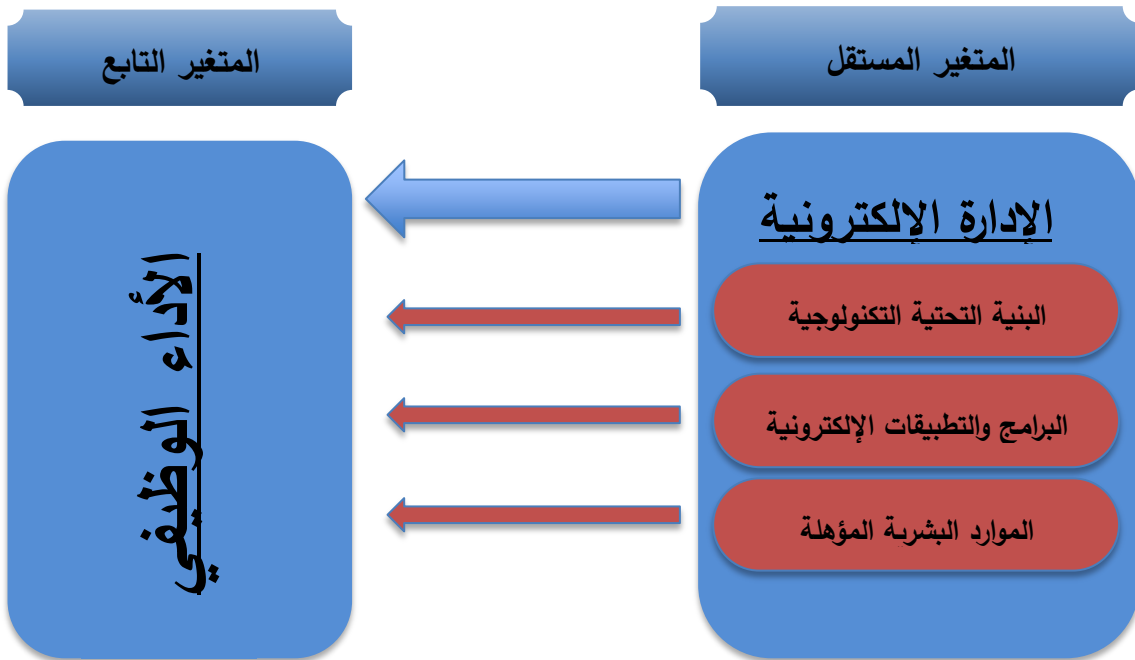 المتغير المستقل
المتغير التابع
الإدارة الإلكترونية
البنية التحتية التكنولوجية
البرامج والتطبيقات الإلكترونية
الموارد البشرية المؤهلة
الأداء الوظيفي